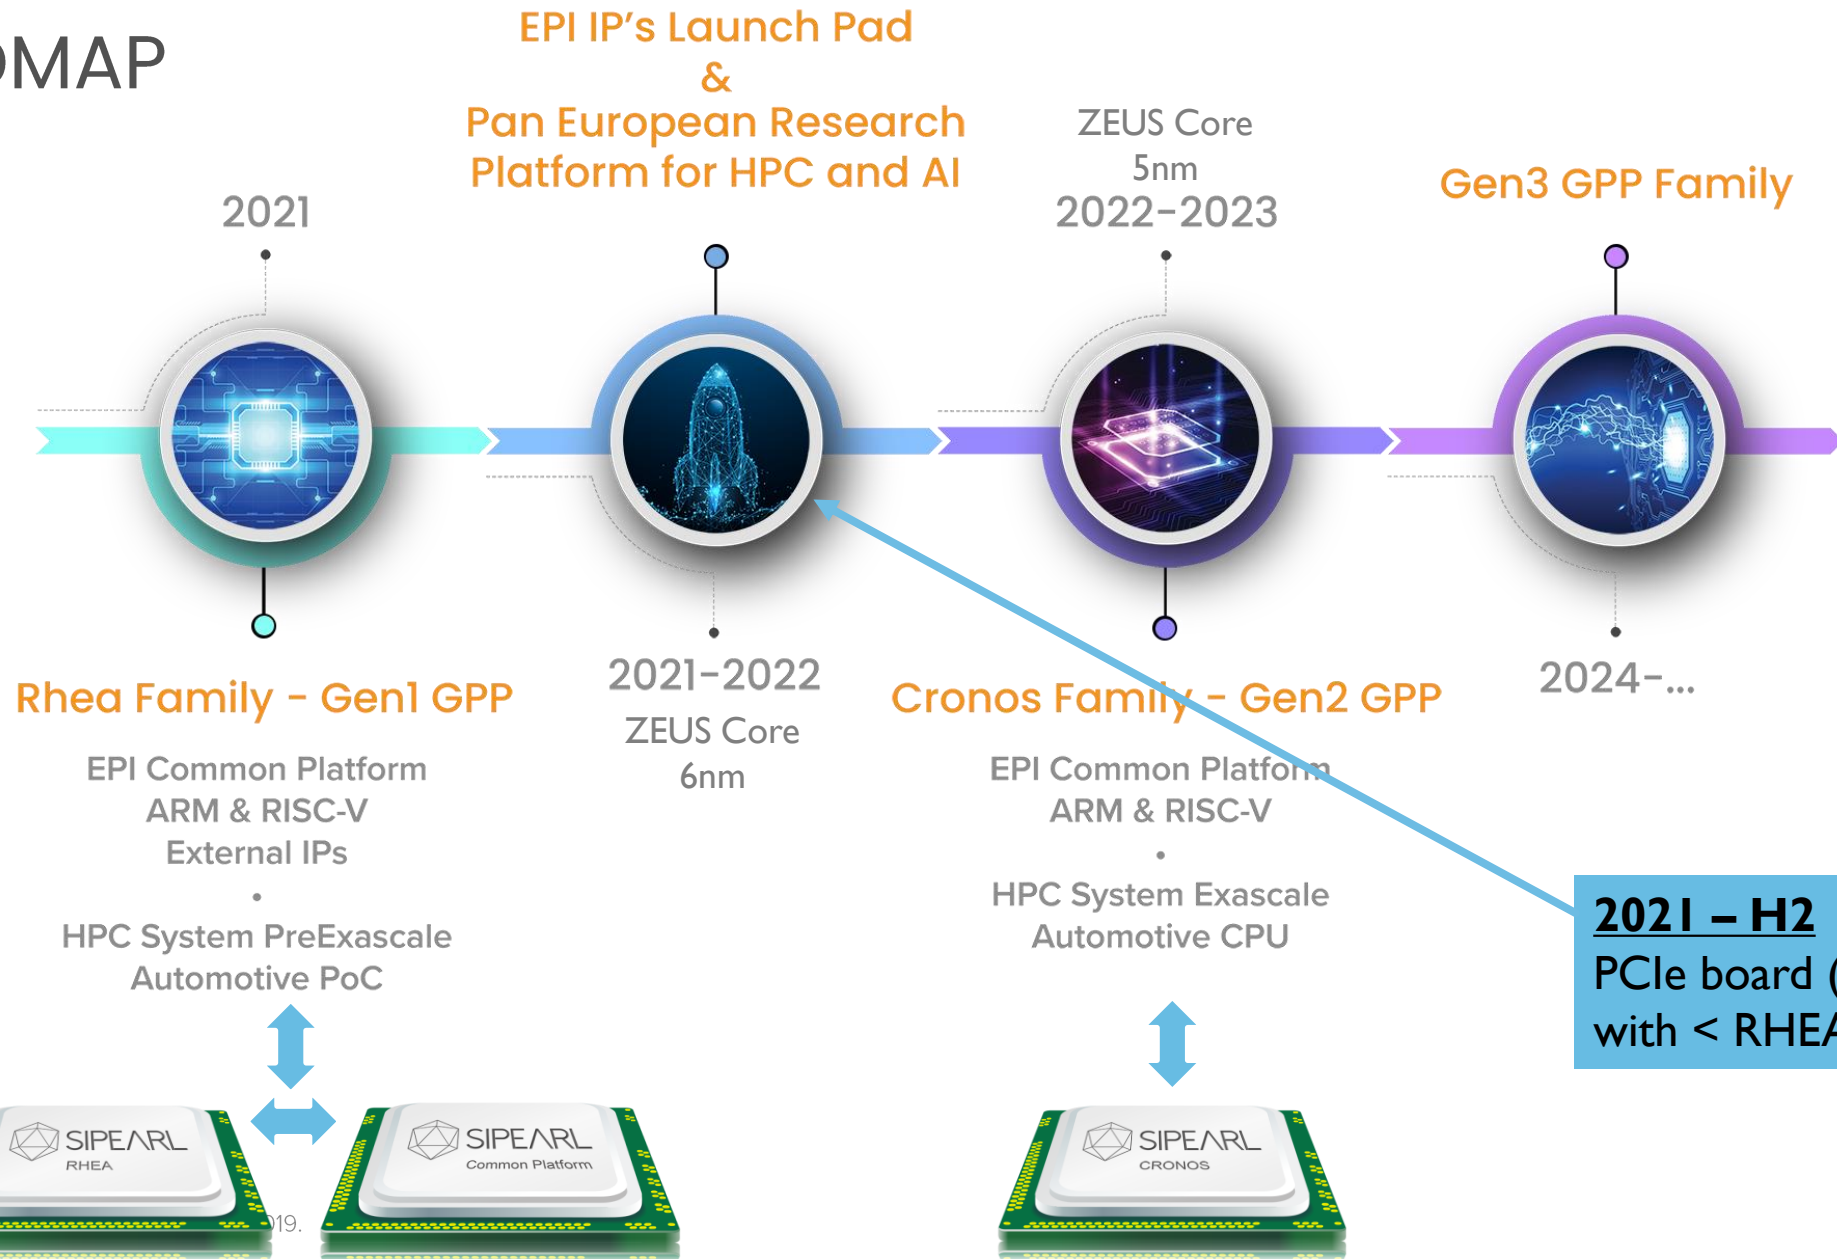 DMAP
EPI IP's Launch Pad
&
Pan European Research
Platform for HPC and AI
ZEUS Core
5nm
2022-2023
Gen3 GPP Family
2021
Rhea Family - Gen1 GPP
EPI Common Platform
ARM & RISC-V
External IPs
•
HPC System PreExascale
Automotive PoC
2021-2022
ZEUS Core
6nm
Cronos Family - Gen2 GPP
EPI Common Platform
ARM & RISC-V
•
HPC System Exascale
Automotive CPU
2024-...
2021 – H2
PCIe board (
with < RHEA
SIPEARL
RHEA
SIPEARL
Common Platform
SIPEARL
CRONOS
019.